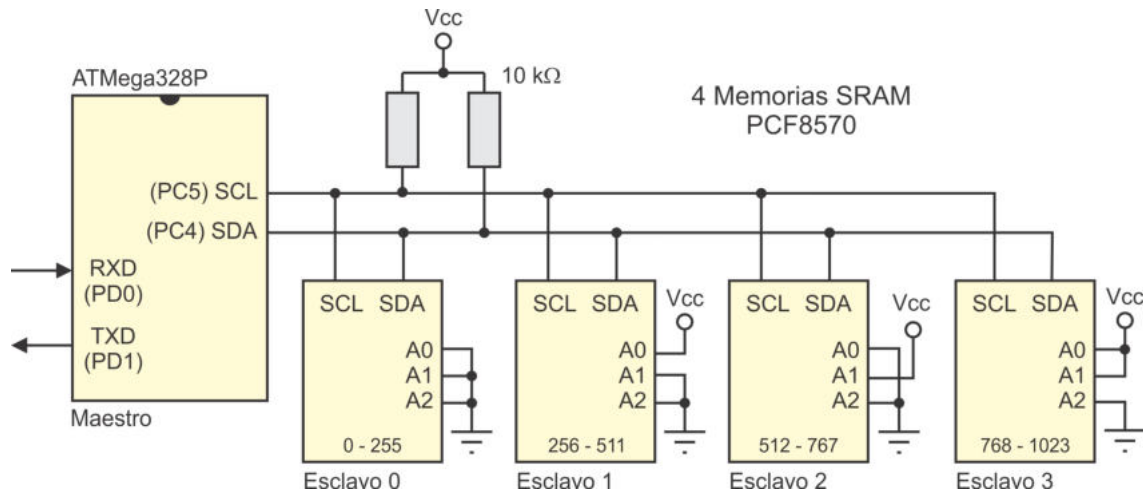 Vcc
ATMega328P
10 kΩ
4 Memorias SRAM
PCF8570
(PC5) SCL
(PC4) SDA
RXD
(PD0)
TXD
(PD1)
Maestro
SCL SDA
A0
A1
A2
0 - 255
Esclavo 0
SCL SDA
Vcc
A0
A1
A2
256 - 511
Esclavo 1
SCL SDA
Vcc
A0
A1
A2
512 - 767
Esclavo 2
SCL SDA
Vcc
A0
A1
A2
768 - 1023
Esclavo 3